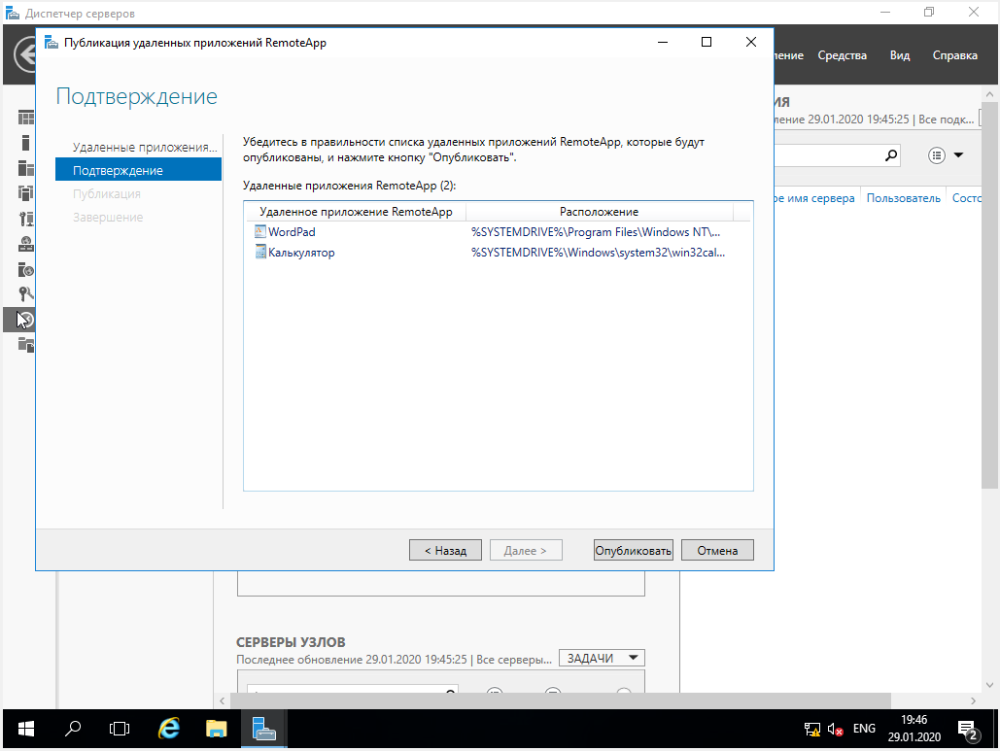 Диспетчер серверов
Публикация удаленных приложений RemoteApp
Средства
Вид
Справка
Подтверждение
29.01.2020 19:45:25 | Все подк...
Удаленные приложения...
Подтверждение
Публикация
Завершение
Убедитесь в правильности списка удаленных приложений RemoteApp, которые будут
опубликованы, и нажмите кнопку "Опубликовать".
Удаленные приложения RemoteApp (2):
имя сервера
Пользователь
Состо
Удаленное приложение RemoteApp
Расположение
WordPad
%SYSTEMDRIVE%\Program Files\Windows NT\...
Калькулятор
%SYSTEMDRIVE%\Windows\system32\win32cal...
< Назад
Далее >
Опубликовать
Отмена
СЕРВЕРЫ УЗЛОВ
Последнее обновление 29.01.2020 19:45:25 | Все серверы...
ЗАДАЧИ
ENG
19:46
29.01.2020
2